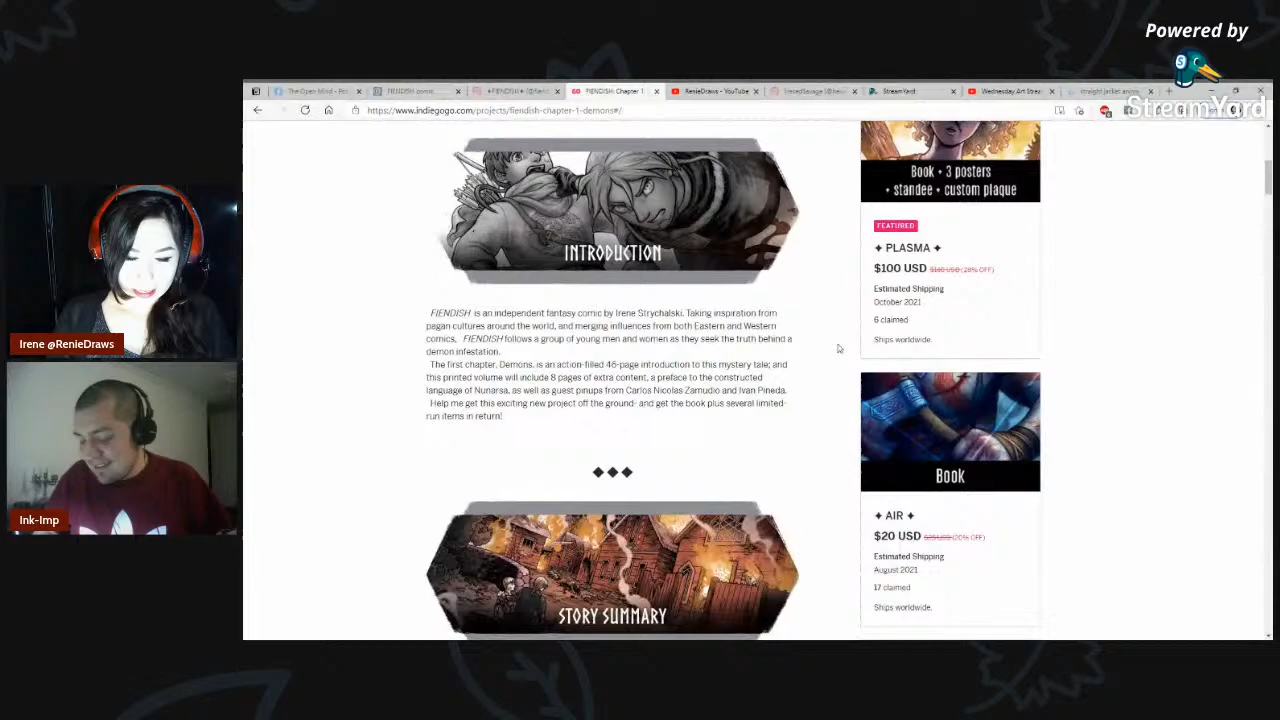 Powered by
StreamYard
The Open Mind - Po
FIENDISH comic
FIENDISH: Chapter 1
RenieDraws - YouTube
StreamYard
Wednesday Art Strea
straight jacket anime
https://www.indiegogo.com/projects/fiendish-chapter-1-demons#/
INTRODUCTION
FIENDISH is an independent fantasy comic by Irene Strychalski. Taking inspiration from
pagan cultures around the world, and merging influences from both Eastern and Western
comics, FIENDISH follows a group of young men and women as they seek the truth behind a
demon infestation.
The first chapter, Demons, is an action-filled 46-page introduction to this mystery tale; and
this printed volume will include 8 pages of extra content, a preface to the constructed
language of Nunarsa, as well as guest pinups from Carlos Nicolas Zamudio and Ivan Pineda.
Help me get this exciting new project off the ground- and get the book plus several limited-
run items in return!
STORY SUMMARY
Book + 3 posters
+ standee + custom plaque
FEATURED
✦ PLASMA ✦
$100 USD $140 USD (28% OFF)
Estimated Shipping
October 2021
6 claimed
Ships worldwide.
Book
✦ AIR ✦
$20 USD $25 USD (20% OFF)
Estimated Shipping
August 2021
17 claimed
Ships worldwide.
Irene @RenieDraws
Ink-Imp